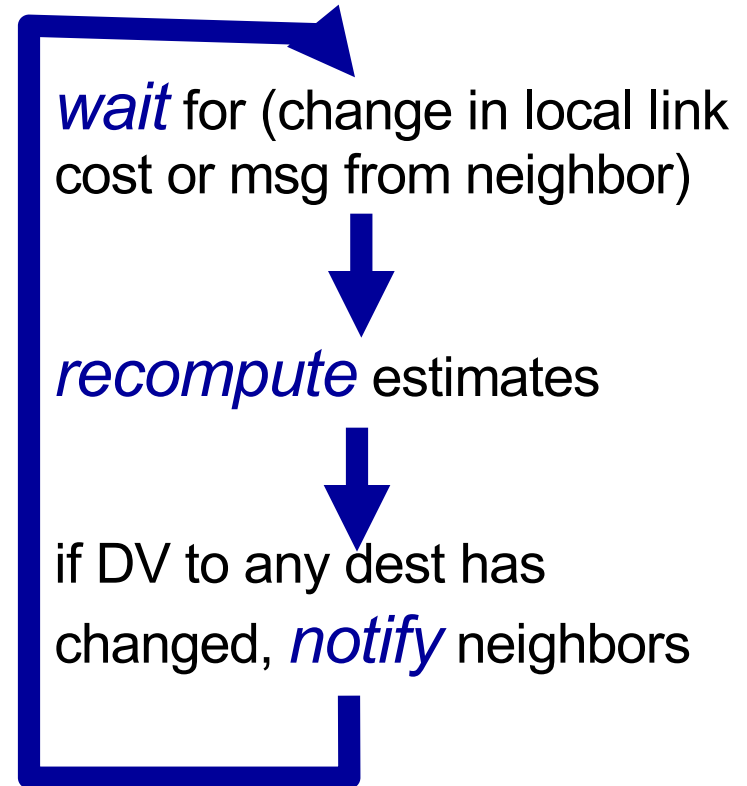 wait for (change in local link
cost or msg from neighbor)
recompute estimates
if DV to any dest has
changed, notify neighbors